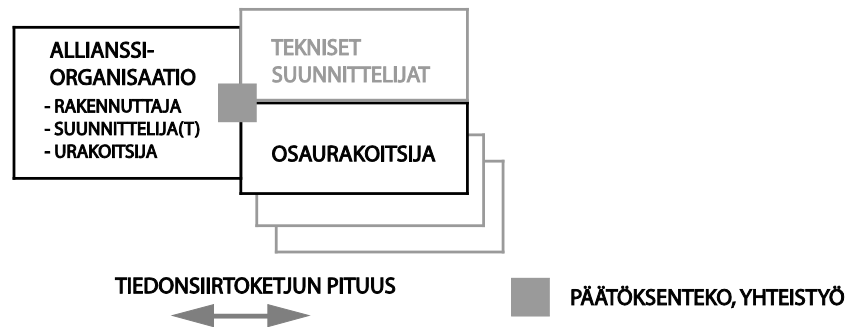 ALLIANSSI-
ORGANISAATIO
- RAKENNUTTAJA
- SUUNNITTELIJA(T)
- URAKOITSIJA
TEKNISET
SUUNNITTELIJAT
OSAURAKOITSIJA
TIEDONSIIRTOKETJUN PITUUS
PÄÄTÖKSENTEKO, YHTEISTYÖ